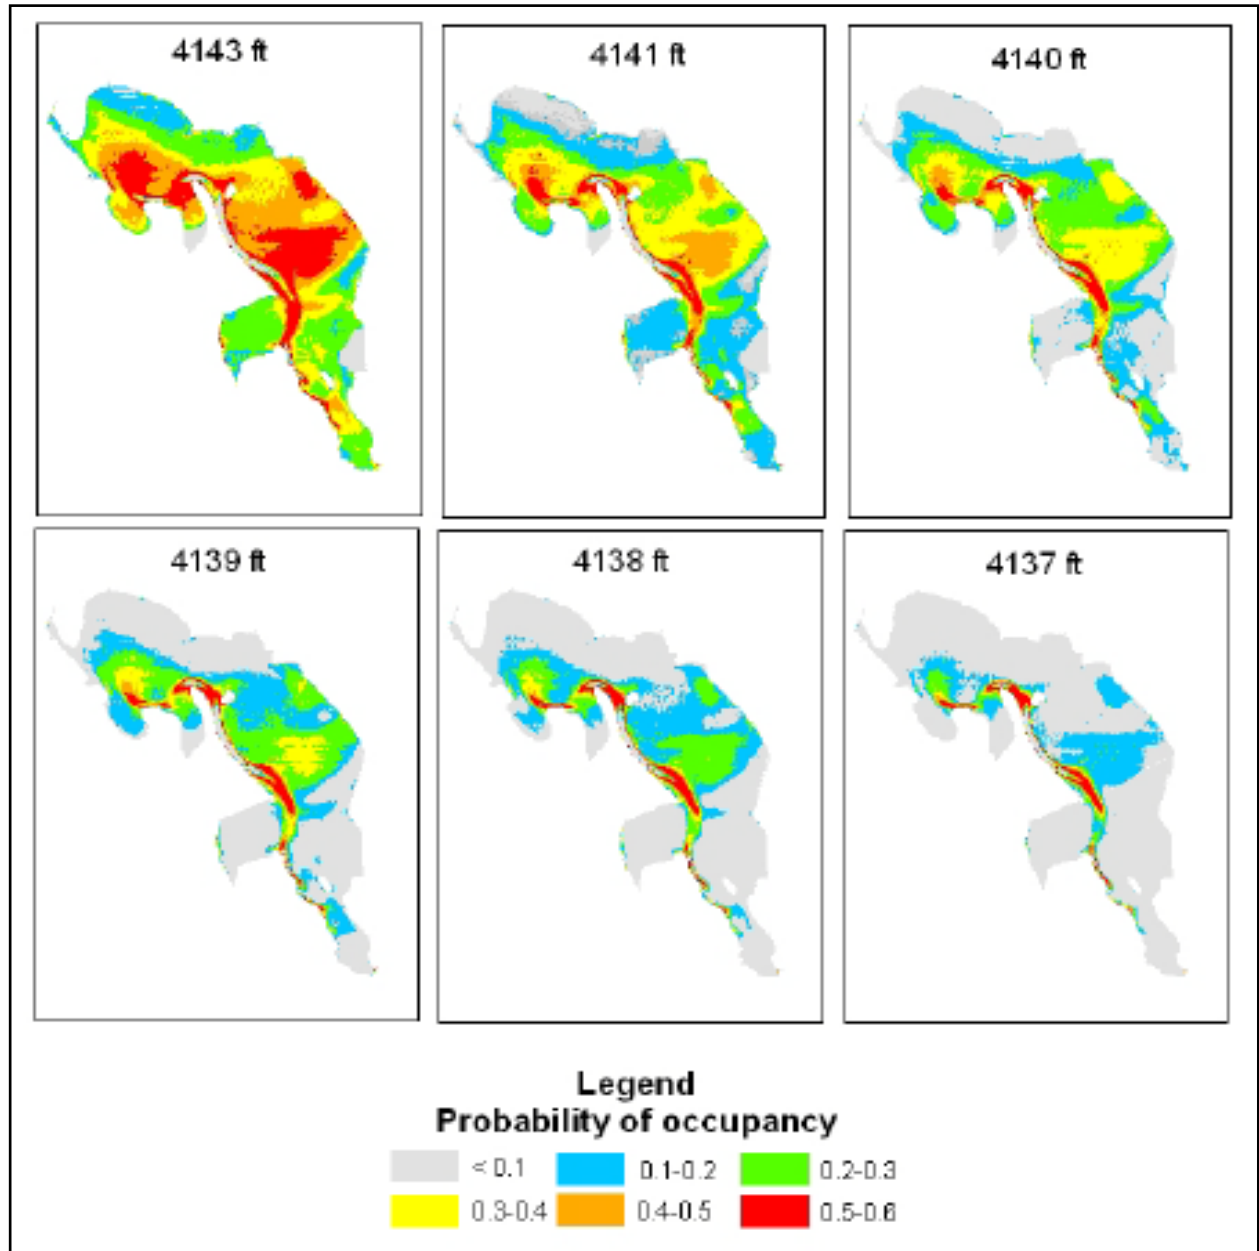 4143 ft
4141 ft
4140 ft
4139 ft
4138 ft
4137 ft
Legend
Probability of occupancy
< 0.1
0.1-0.2
0.2-0.3
0.3-0.4
0.4-0.5
0.5-0.6